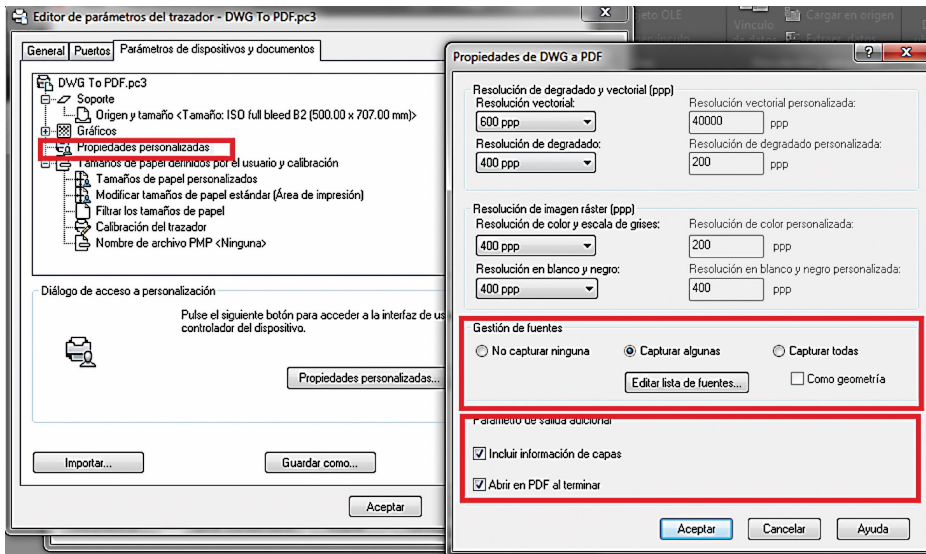 Editor de parámetros del trazador - DWG To PDF.pc3
General Puertos Parámetros de dispositivos y documentos
DWG To PDF.pc3
Soporte
Origen y tamaño <Tamaño: ISO full bleed B2 (500.00 x 707.00 mm)>
Gráficos
Propiedades personalizadas
Tamaños de papel definidos por el usuario y calibración
Tamaños de papel personalizados
Modificar tamaños de papel estándar (Área de impresión)
Filtrar los tamaños de papel
Calibración del trazador
Nombre de archivo PMP <Ninguna>
Diálogo de acceso a personalización
Pulse el siguiente botón para acceder a la interfaz de us
controlador del dispositivo.
Propiedades personalizadas...
Importar...
Guardar como...
Aceptar
jeto OLE
Vínculo
Cargar en origen
Propiedades de DWG a PDF
Resolución de degradado y vectorial (ppp)
Resolución vectorial:
Resolución vectorial personalizada:
600 ppp
40000 ppp
Resolución de degradado:
Resolución de degradado personalizada:
400 ppp
200 ppp
Resolución de imagen ráster (ppp)
Resolución de color y escala de grises:
Resolución de color personalizada:
400 ppp
200 ppp
Resolución en blanco y negro:
Resolución en blanco y negro personalizada:
400 ppp
400 ppp
Gestión de fuentes
No capturar ninguna
Capturar algunas
Capturar todas
Editar lista de fuentes...
Como geometría
Parámetro de salida adicional
Incluir información de capas
Abrir en PDF al terminar
Aceptar
Cancelar
Ayuda